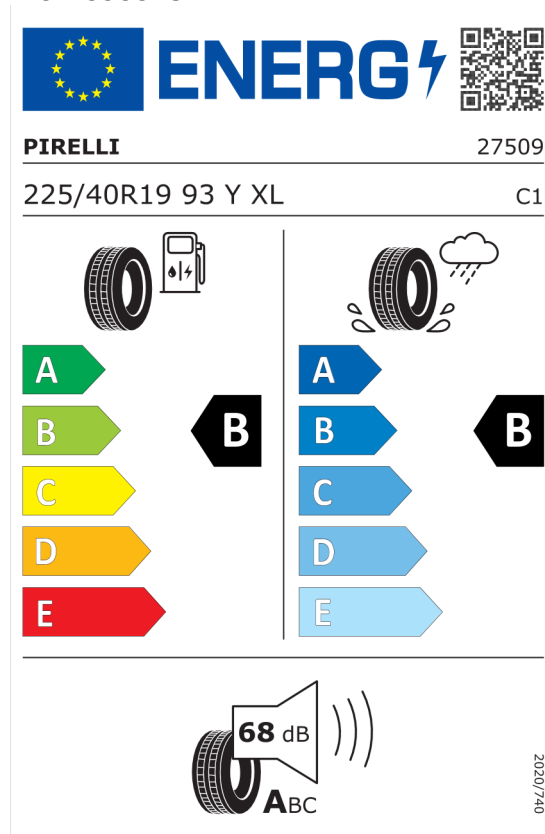 ENERG
PIRELLI 27509
225/40R19 93 Y XL C1
A A
B B B B
C C
D D
E E
68 dB
ABC
2020/740